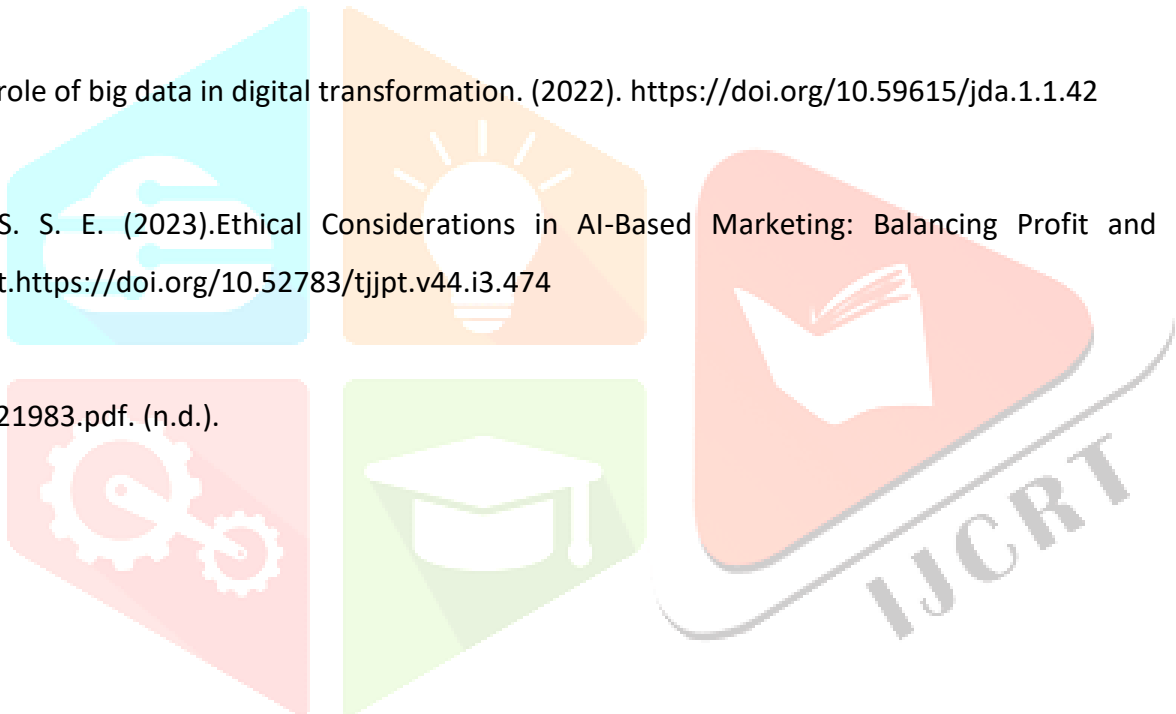 role of big data in digital transformation. (2022). https://doi.org/10.59615/jda.1.1.42
S. S. E. (2023).Ethical Considerations in AI-Based Marketing: Balancing Profit and
t.https://doi.org/10.52783/tjjpt.v44.i3.474
21983.pdf. (n.d.).
IJCRT